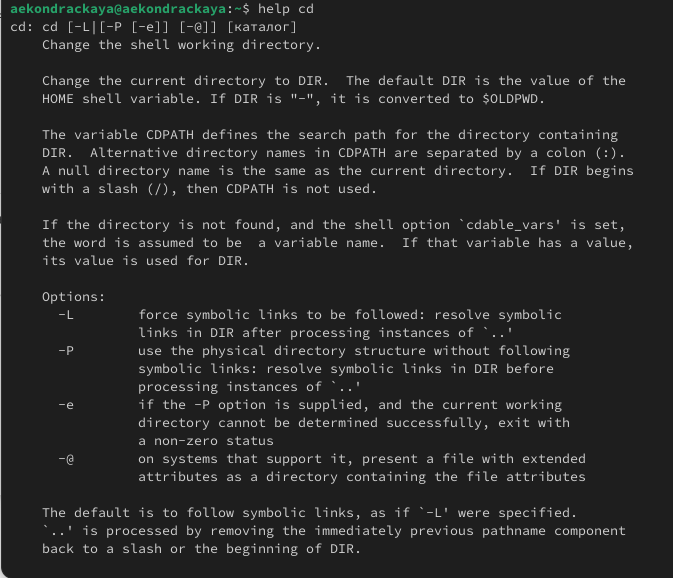 aekondrackaya@aekondrackaya:~$ help cd
cd: cd [-L|[-P [-e]] [-@]] [каталог]
    Change the shell working directory.

    Change the current directory to DIR.  The default DIR is the value of the
    HOME shell variable. If DIR is "-", it is converted to $OLDPWD.

    The variable CDPATH defines the search path for the directory containing
    DIR.  Alternative directory names in CDPATH are separated by a colon (:).
    A null directory name is the same as the current directory.  If DIR begins
    with a slash (/), then CDPATH is not used.

    If the directory is not found, and the shell option `cdable_vars' is set,
    the word is assumed to be  a variable name.  If that variable has a value,
    its value is used for DIR.

    Options:
      -L        force symbolic links to be followed: resolve symbolic
                links in DIR after processing instances of `..'
      -P        use the physical directory structure without following
                symbolic links: resolve symbolic links in DIR before
                processing instances of `..'
      -e        if the -P option is supplied, and the current working
                directory cannot be determined successfully, exit with
                a non-zero status
      -@        on systems that support it, present a file with extended
                attributes as a directory containing the file attributes

    The default is to follow symbolic links, as if `-L' were specified.
    `..' is processed by removing the immediately previous pathname component
    back to a slash or the beginning of DIR.